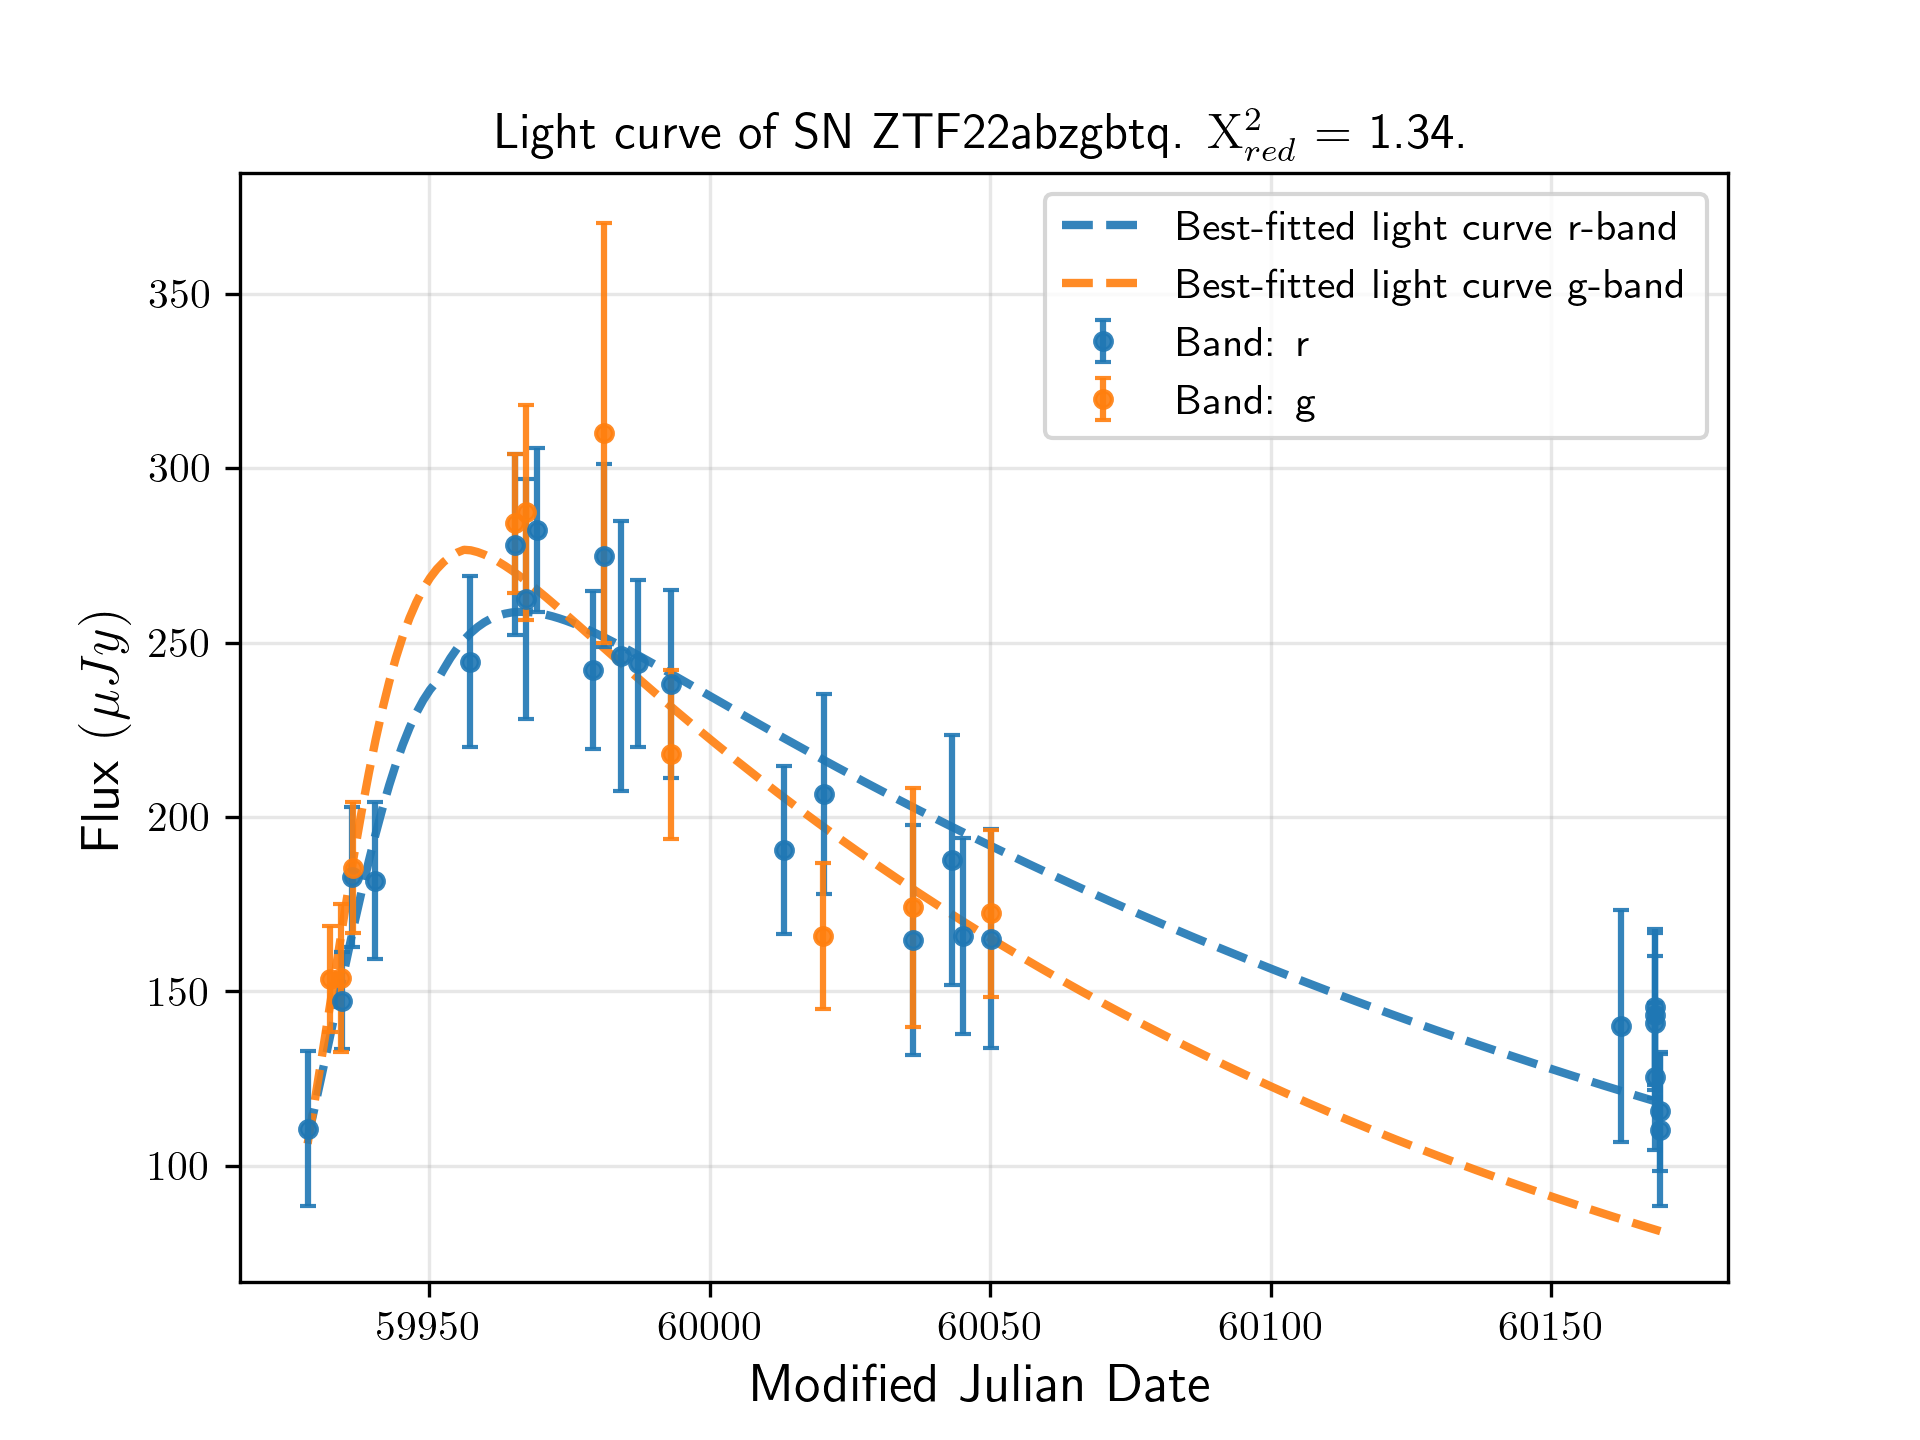 Light curve of SN ZTF22abzgbtq. X²_red = 1.34.
Best-fitted light curve r-band
Best-fitted light curve g-band
Band: r
Band: g
Flux (μJy)
350
300
250
200
150
100
59950 60000 60050 60100 60150
Modified Julian Date